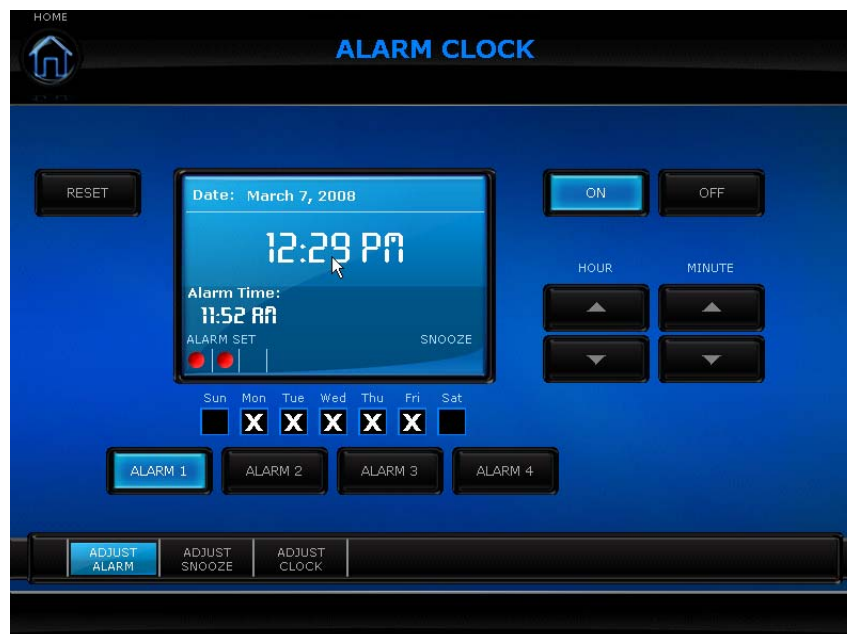 HOME
ALARM CLOCK
RESET
Date: March 7, 2008
ON
OFF
12:29 PM
HOUR
MINUTE
Alarm Time:
11:52 AM
ALARM SET
SNOOZE
Sun Mon Tue Wed Thu Fri Sat
X X X X X
ALARM 1
ALARM 2
ALARM 3
ALARM 4
ADJUST
ALARM
ADJUST
SNOOZE
ADJUST
CLOCK